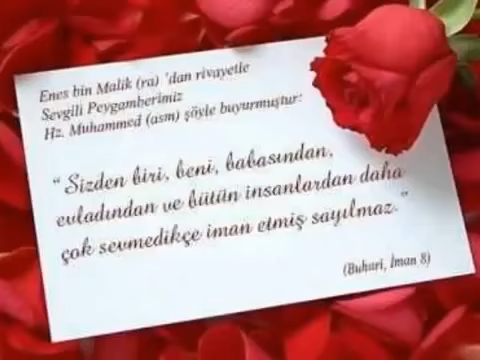 Enes bin Malik (ra) 'dan rivayetle
Sevgili Peygamberimiz
Hz. Muhammed (asm) şöyle buyurmuştur:
“Sizden biri, beni, babasından,
evladından ve bütün insanlardan daha
çok sevmedikçe iman etmiş sayılmaz.”
(Buhari, İman 8)